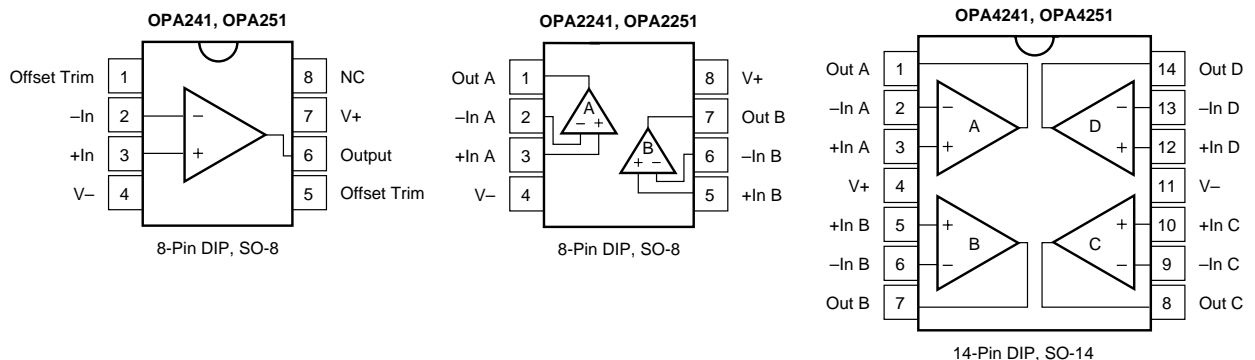 OPA241, OPA251
Offset Trim 1 8 NC
–In 2 – 7 V+
+In 3 + 6 Output
V– 4 5 Offset Trim
8-Pin DIP, SO-8
OPA2241, OPA2251
Out A 1 8 V+
A
–In A 2 – + 7 Out B
B
+In A 3 + – 6 –In B
V– 4 5 +In B
8-Pin DIP, SO-8
OPA4241, OPA4251
Out A 1 14 Out D
–In A 2 – – 13 –In D
A D
+In A 3 + + 12 +In D
V+ 4 11 V–
+In B 5 + + 10 +In C
B C
–In B 6 – – 9 –In C
Out B 7 8 Out C
14-Pin DIP, SO-14